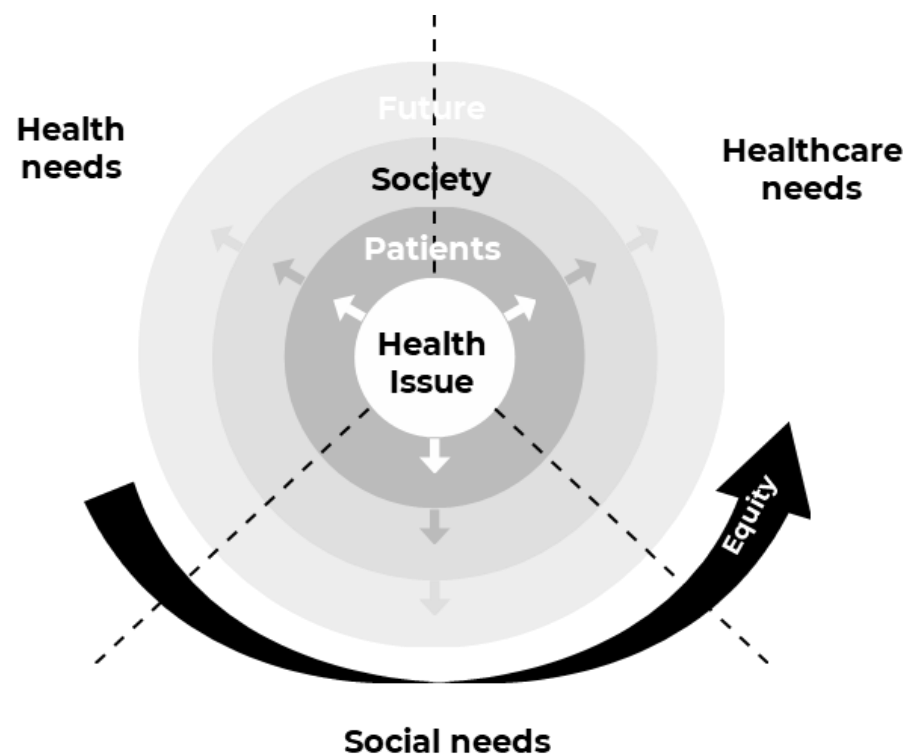 Future
Health
needs
Healthcare
needs
Society
Patients
Health
Issue
Equity
Social needs